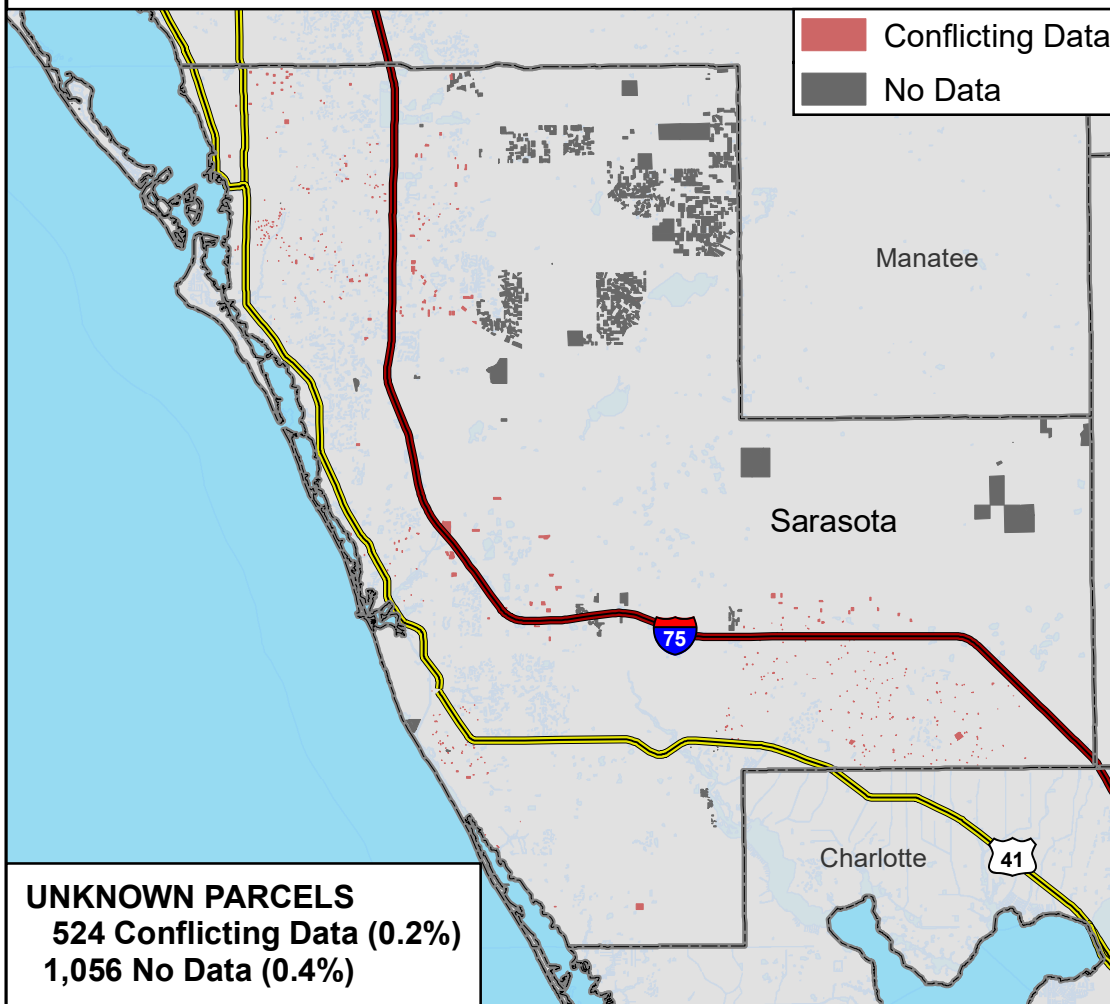 Conflicting Data
No Data
Manatee
Sarasota
75
Charlotte
41
UNKNOWN PARCELS
524 Conflicting Data (0.2%)
1,056 No Data (0.4%)